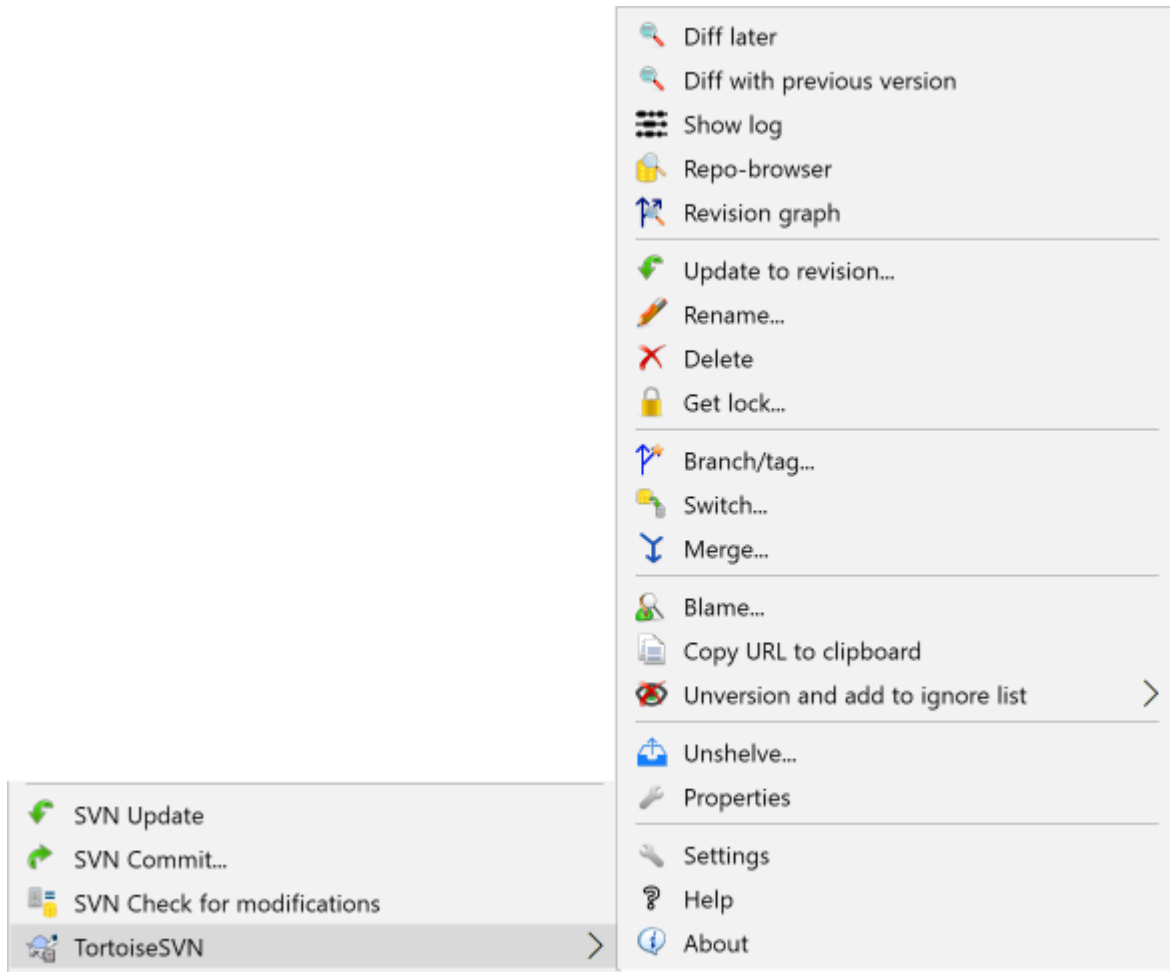 Diff later
Diff with previous version
Show log
Repo-browser
Revision graph
Update to revision...
Rename...
Delete
Get lock...
Branch/tag...
Switch...
Merge...
Blame...
Copy URL to clipboard
Unversion and add to ignore list
Unshelve...
Properties
Settings
Help
About
SVN Update
SVN Commit...
SVN Check for modifications
TortoiseSVN